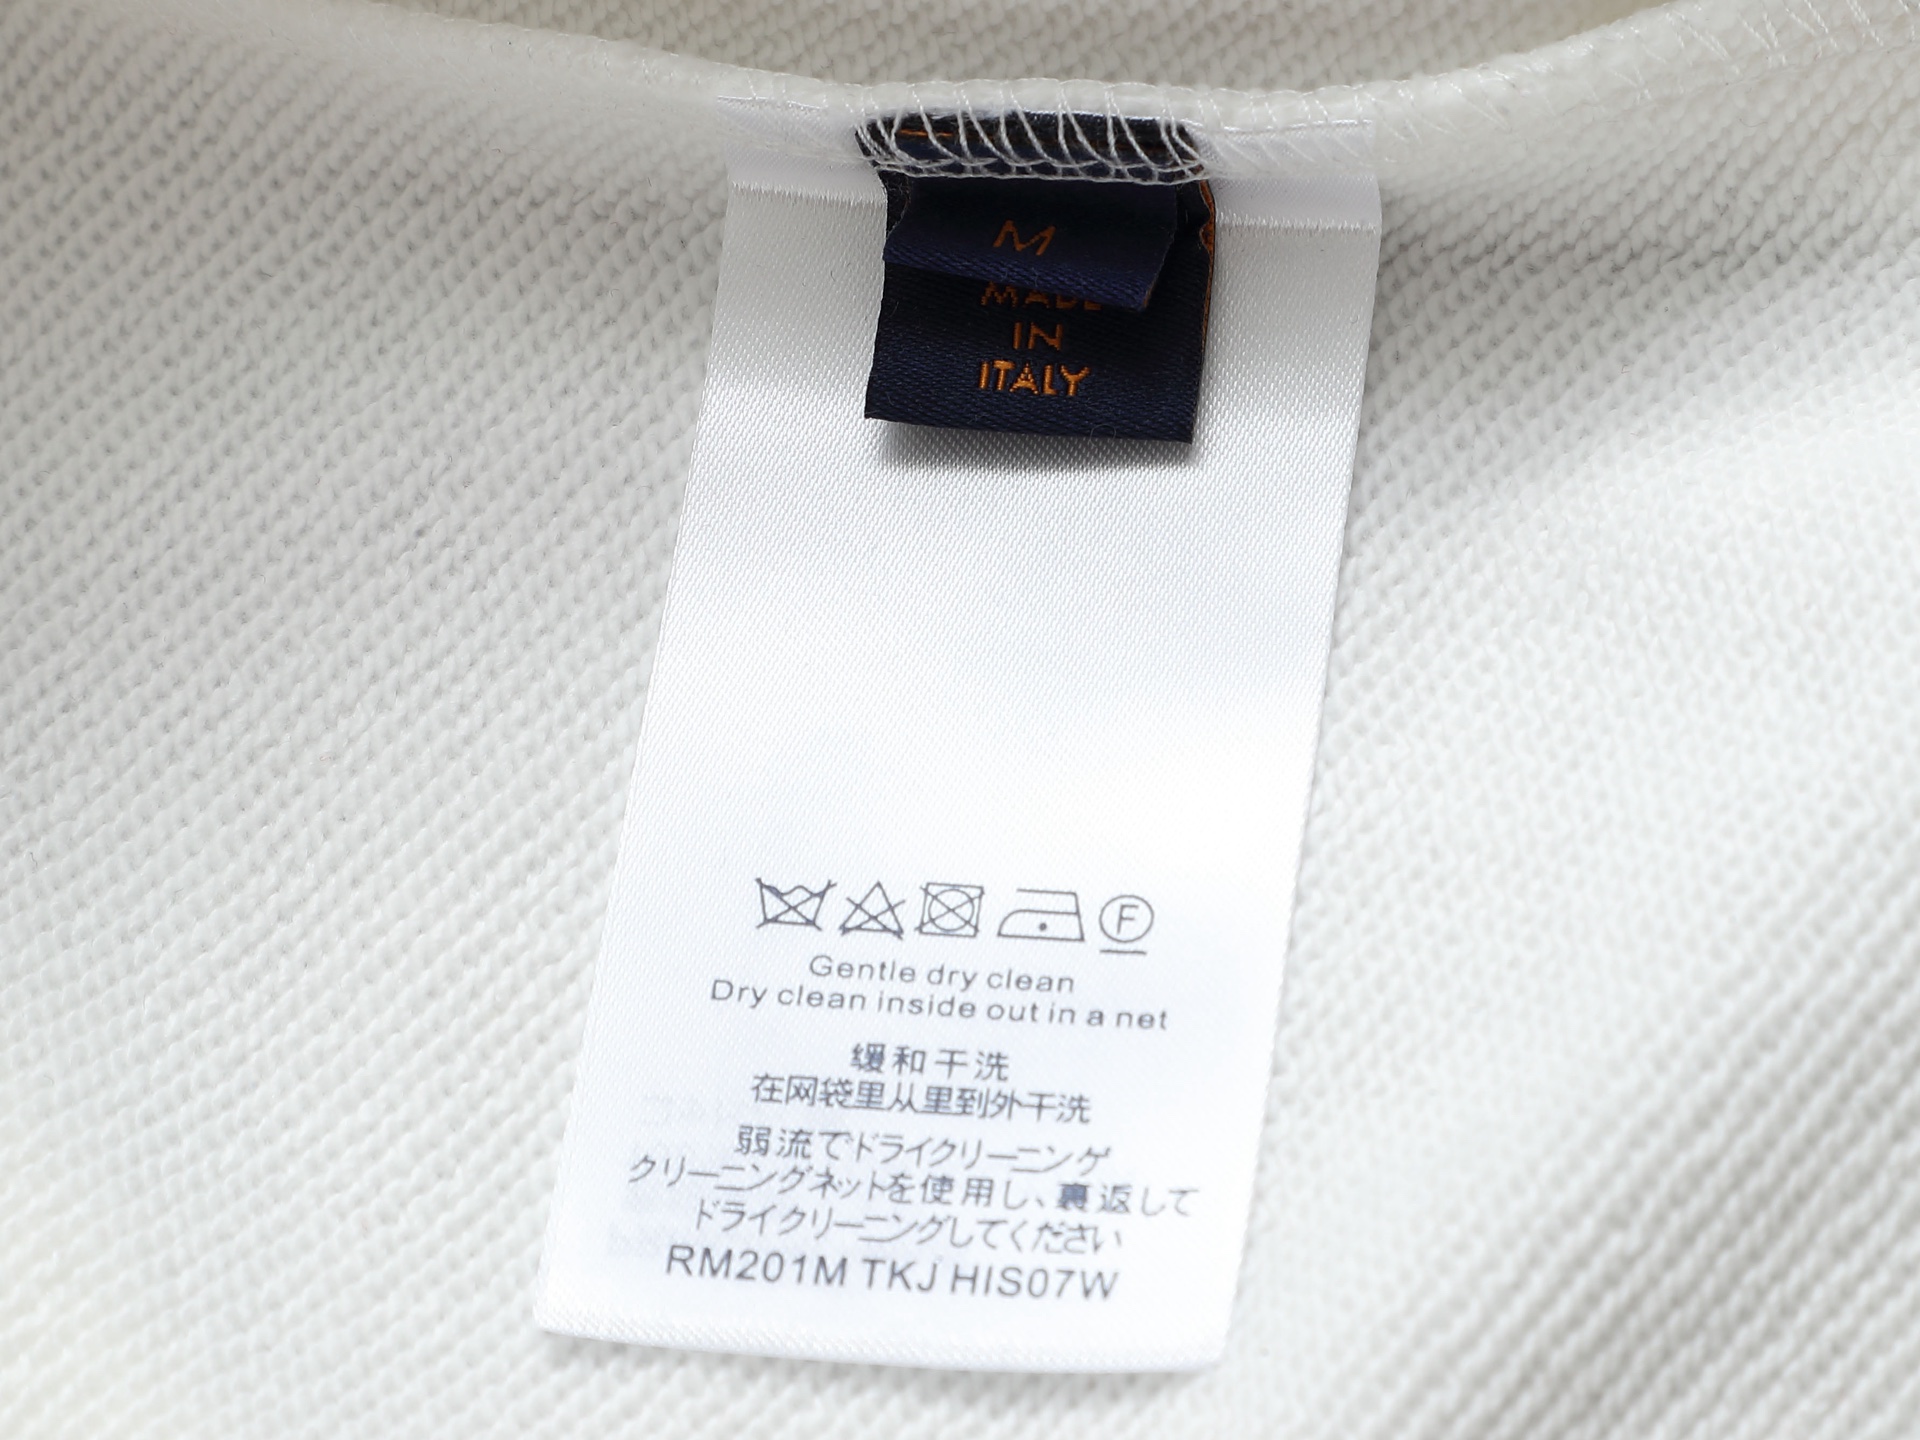 M
MADE
IN
ITALY
F
Gentle dry clean
Dry clean inside out in a net
缓和干洗
在网袋里从里到外干洗
弱流でドライクリーニンゲ
クリーニングネットを使用し、裏返して
ドライクリーニングしてください
RM201M TKJ HIS07W